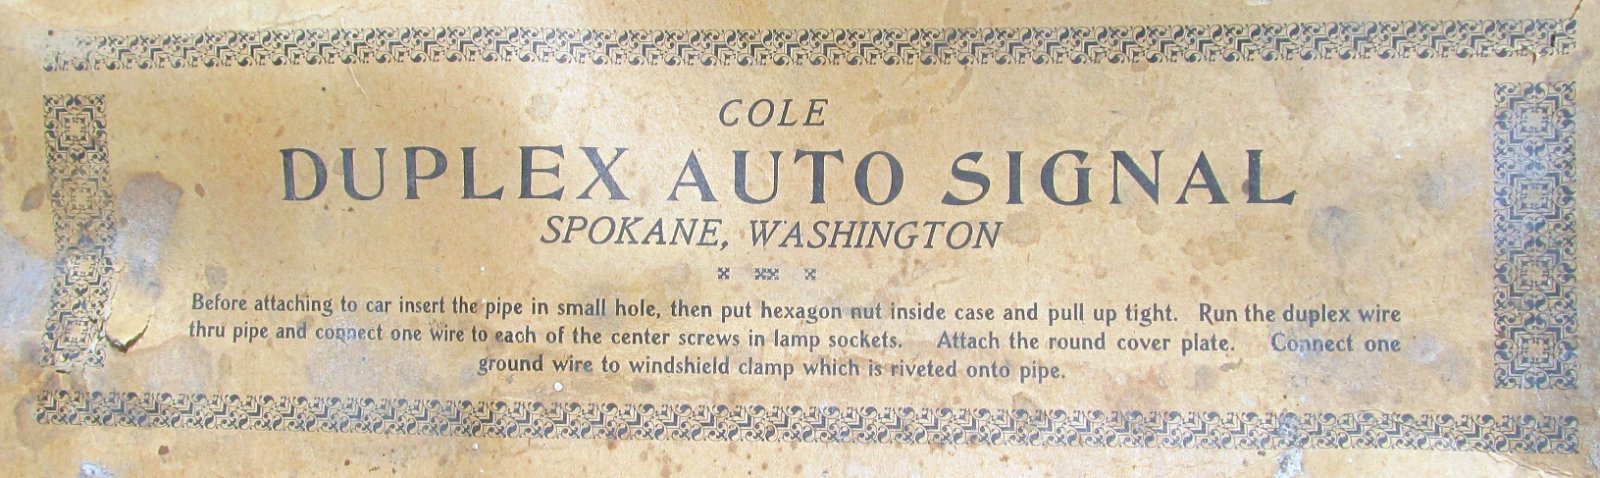 COLE
DUPLEX AUTO SIGNAL
SPOKANE, WASHINGTON
Before attaching to car insert the pipe in small hole, then put hexagon nut inside case and pull up tight. Run the duplex wire
thru pipe and connect one wire to each of the center screws in lamp sockets. Attach the round cover plate. Connect one
ground wire to windshield clamp which is riveted onto pipe.